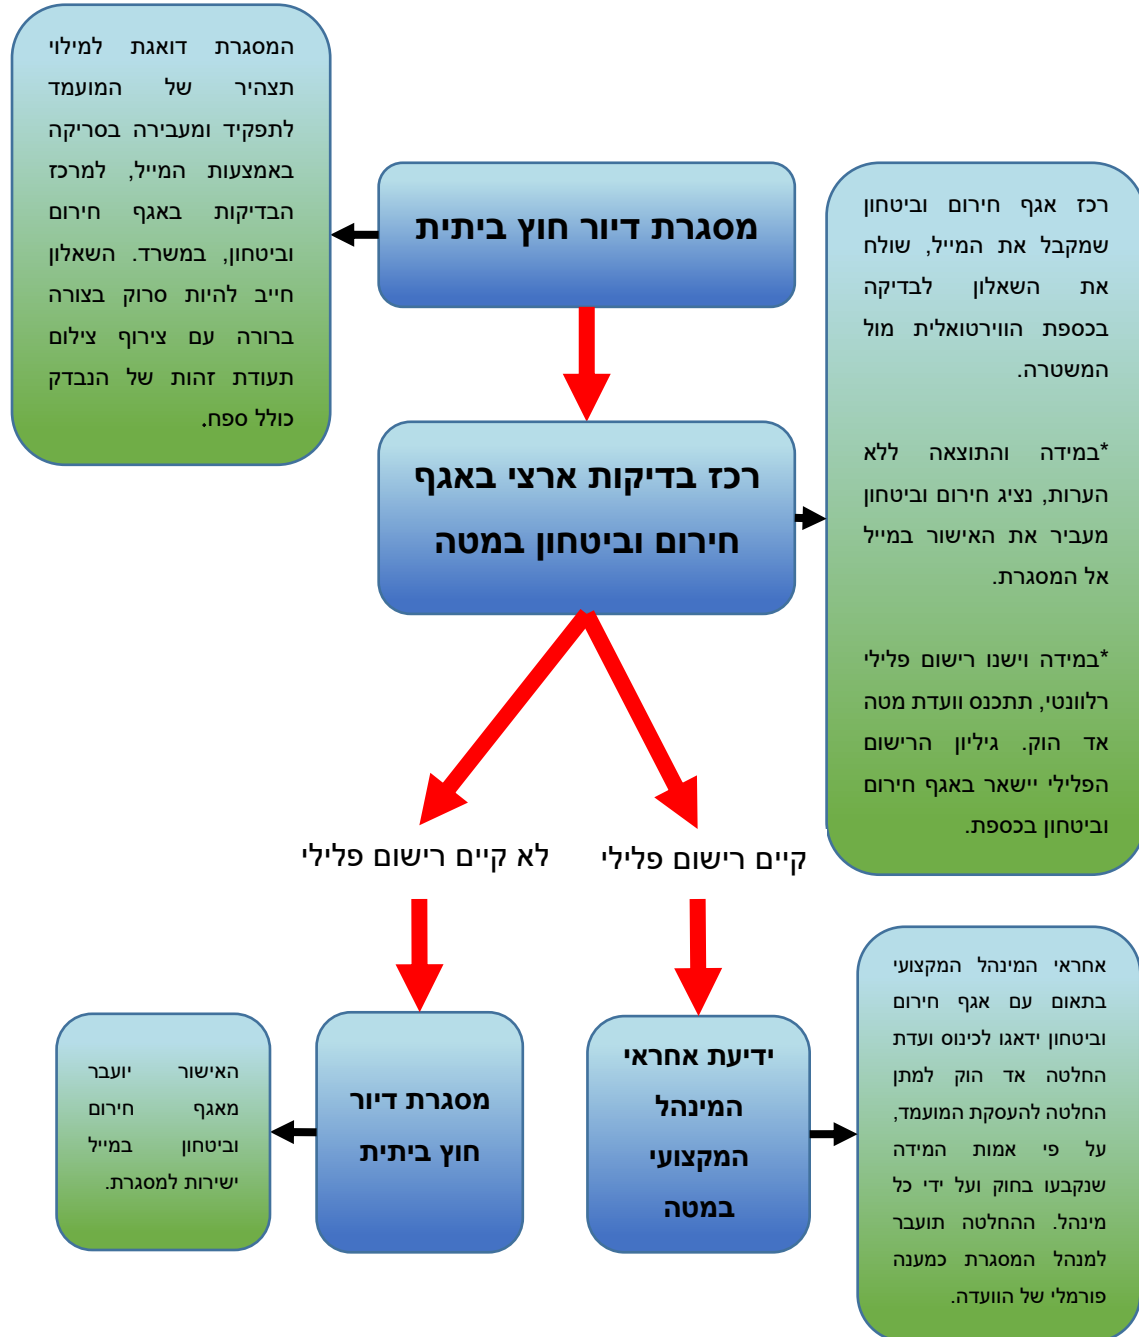 המסגרת דואגת למילוי
תצהיר של המועמד
לתפקיד ומעבירה בסריקה
באמצעות המייל, למרכז
הבדיקות באגף חירום
וביטחון, במשרד. השאלון
חייב להיות סרוק בצורה
ברורה עם צירוף צילום
תעודת זהות של הנבדק
כולל ספח.
מסגרת דיור חוץ ביתית
רכז אגף חירום וביטחון
שמקבל את המייל, שולח
את השאלון לבדיקה
בכספת הווירטואלית מול
המשטרה.
*במידה והתוצאה ללא
הערות, נציג חירום וביטחון
מעביר את האישור במייל
אל המסגרת.
*במידה וישנו רישום פלילי
רלוונטי, תתכנס וועדת מטה
אד הוק. גיליון הרישום
הפלילי יישאר באגף חירום
וביטחון בכספת.
רכז בדיקות ארצי באגף
חירום וביטחון במטה
קיים רישום פלילי
לא קיים רישום פלילי
אחראי המינהל המקצועי
בתאום עם אגף חירום
וביטחון ידאגו לכינוס ועדת
החלטה אד הוק למתן
החלטה להעסקת המועמד,
על פי אמות המידה
שנקבעו בחוק ועל ידי כל
מינהל. ההחלטה תועבר
למנהל המסגרת כמענה
פורמלי של הוועדה.
ידיעת אחראי
המינהל
המקצועי
במטה
מסגרת דיור
חוץ ביתית
האישור יועבר
מאגף חירום
וביטחון במייל
ישירות למסגרת.